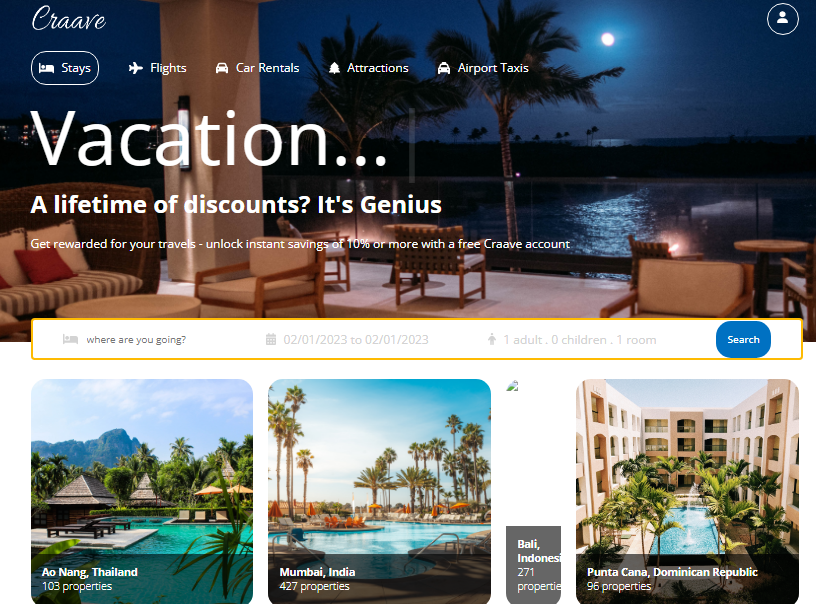 Craave
Stays Flights Car Rentals Attractions Airport Taxis
Vacation...
A lifetime of discounts? It's Genius
Get rewarded for your travels - unlock instant savings of 10% or more with a free Craave account
where are you going? 02/01/2023 to 02/01/2023 1 adult . 0 children . 1 room Search
Ao Nang, Thailand
103 properties
Mumbai, India
427 properties
Bali,
Indonesi
271
propertie
Punta Cana, Dominican Republic
96 properties